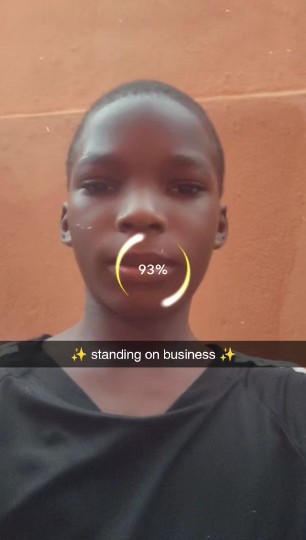 93%
✨ standing on business ✨